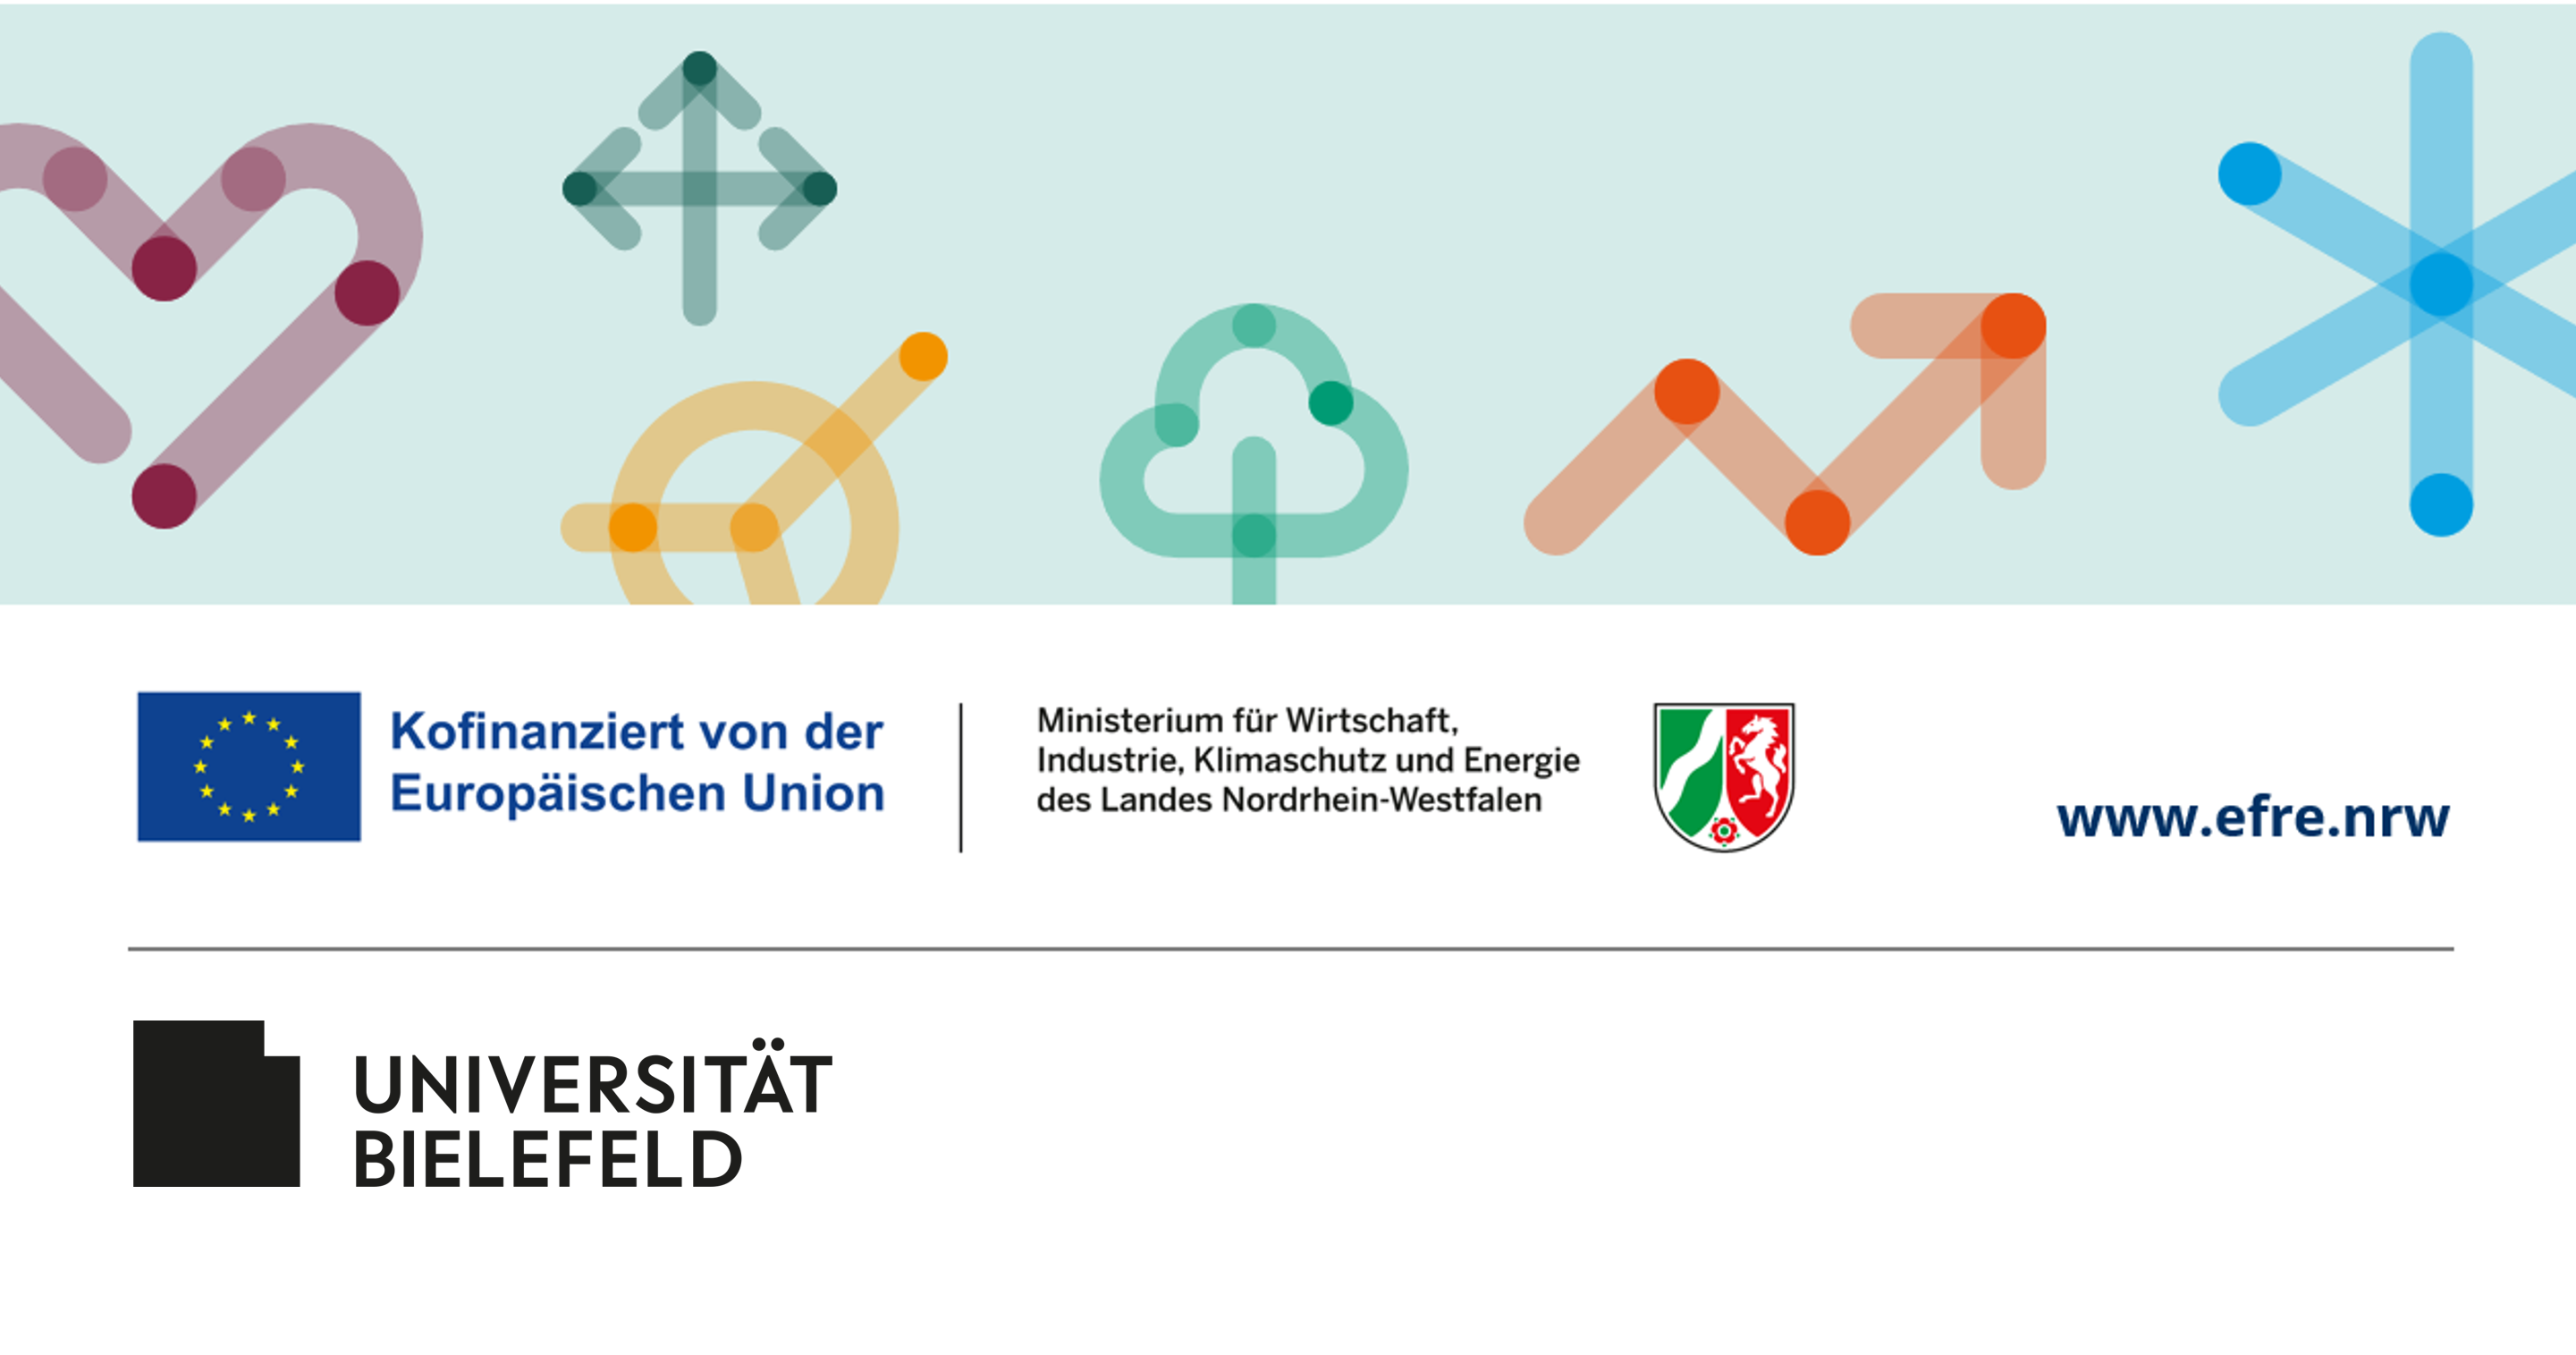 Kofinanziert von der
Europäischen Union
Ministerium für Wirtschaft,
Industrie, Klimaschutz und Energie
des Landes Nordrhein-Westfalen
www.efre.nrw
UNIVERSITÄT
BIELEFELD